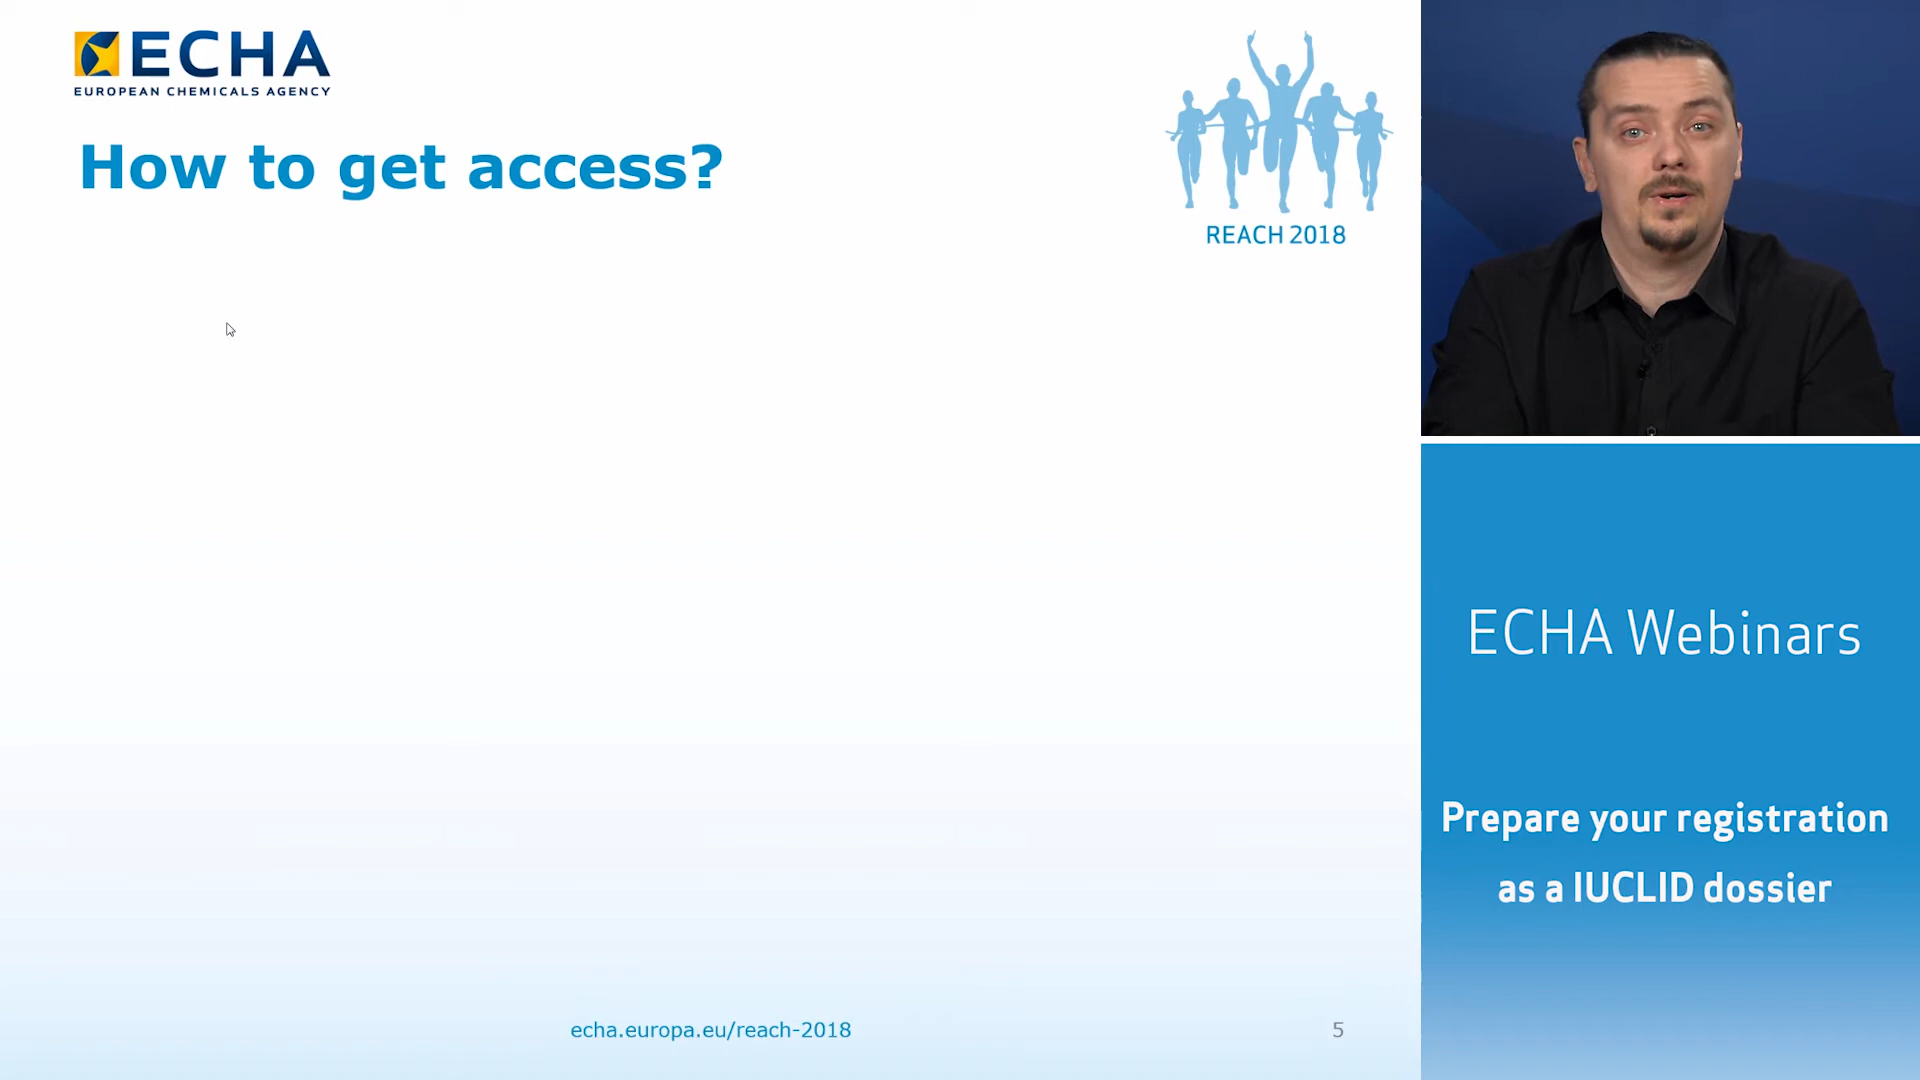 ECHA
EUROPEAN CHEMICALS AGENCY
How to get access?
REACH 2018
echa.europa.eu/reach-2018
5
ECHA Webinars
Prepare your registration
as a IUCLID dossier